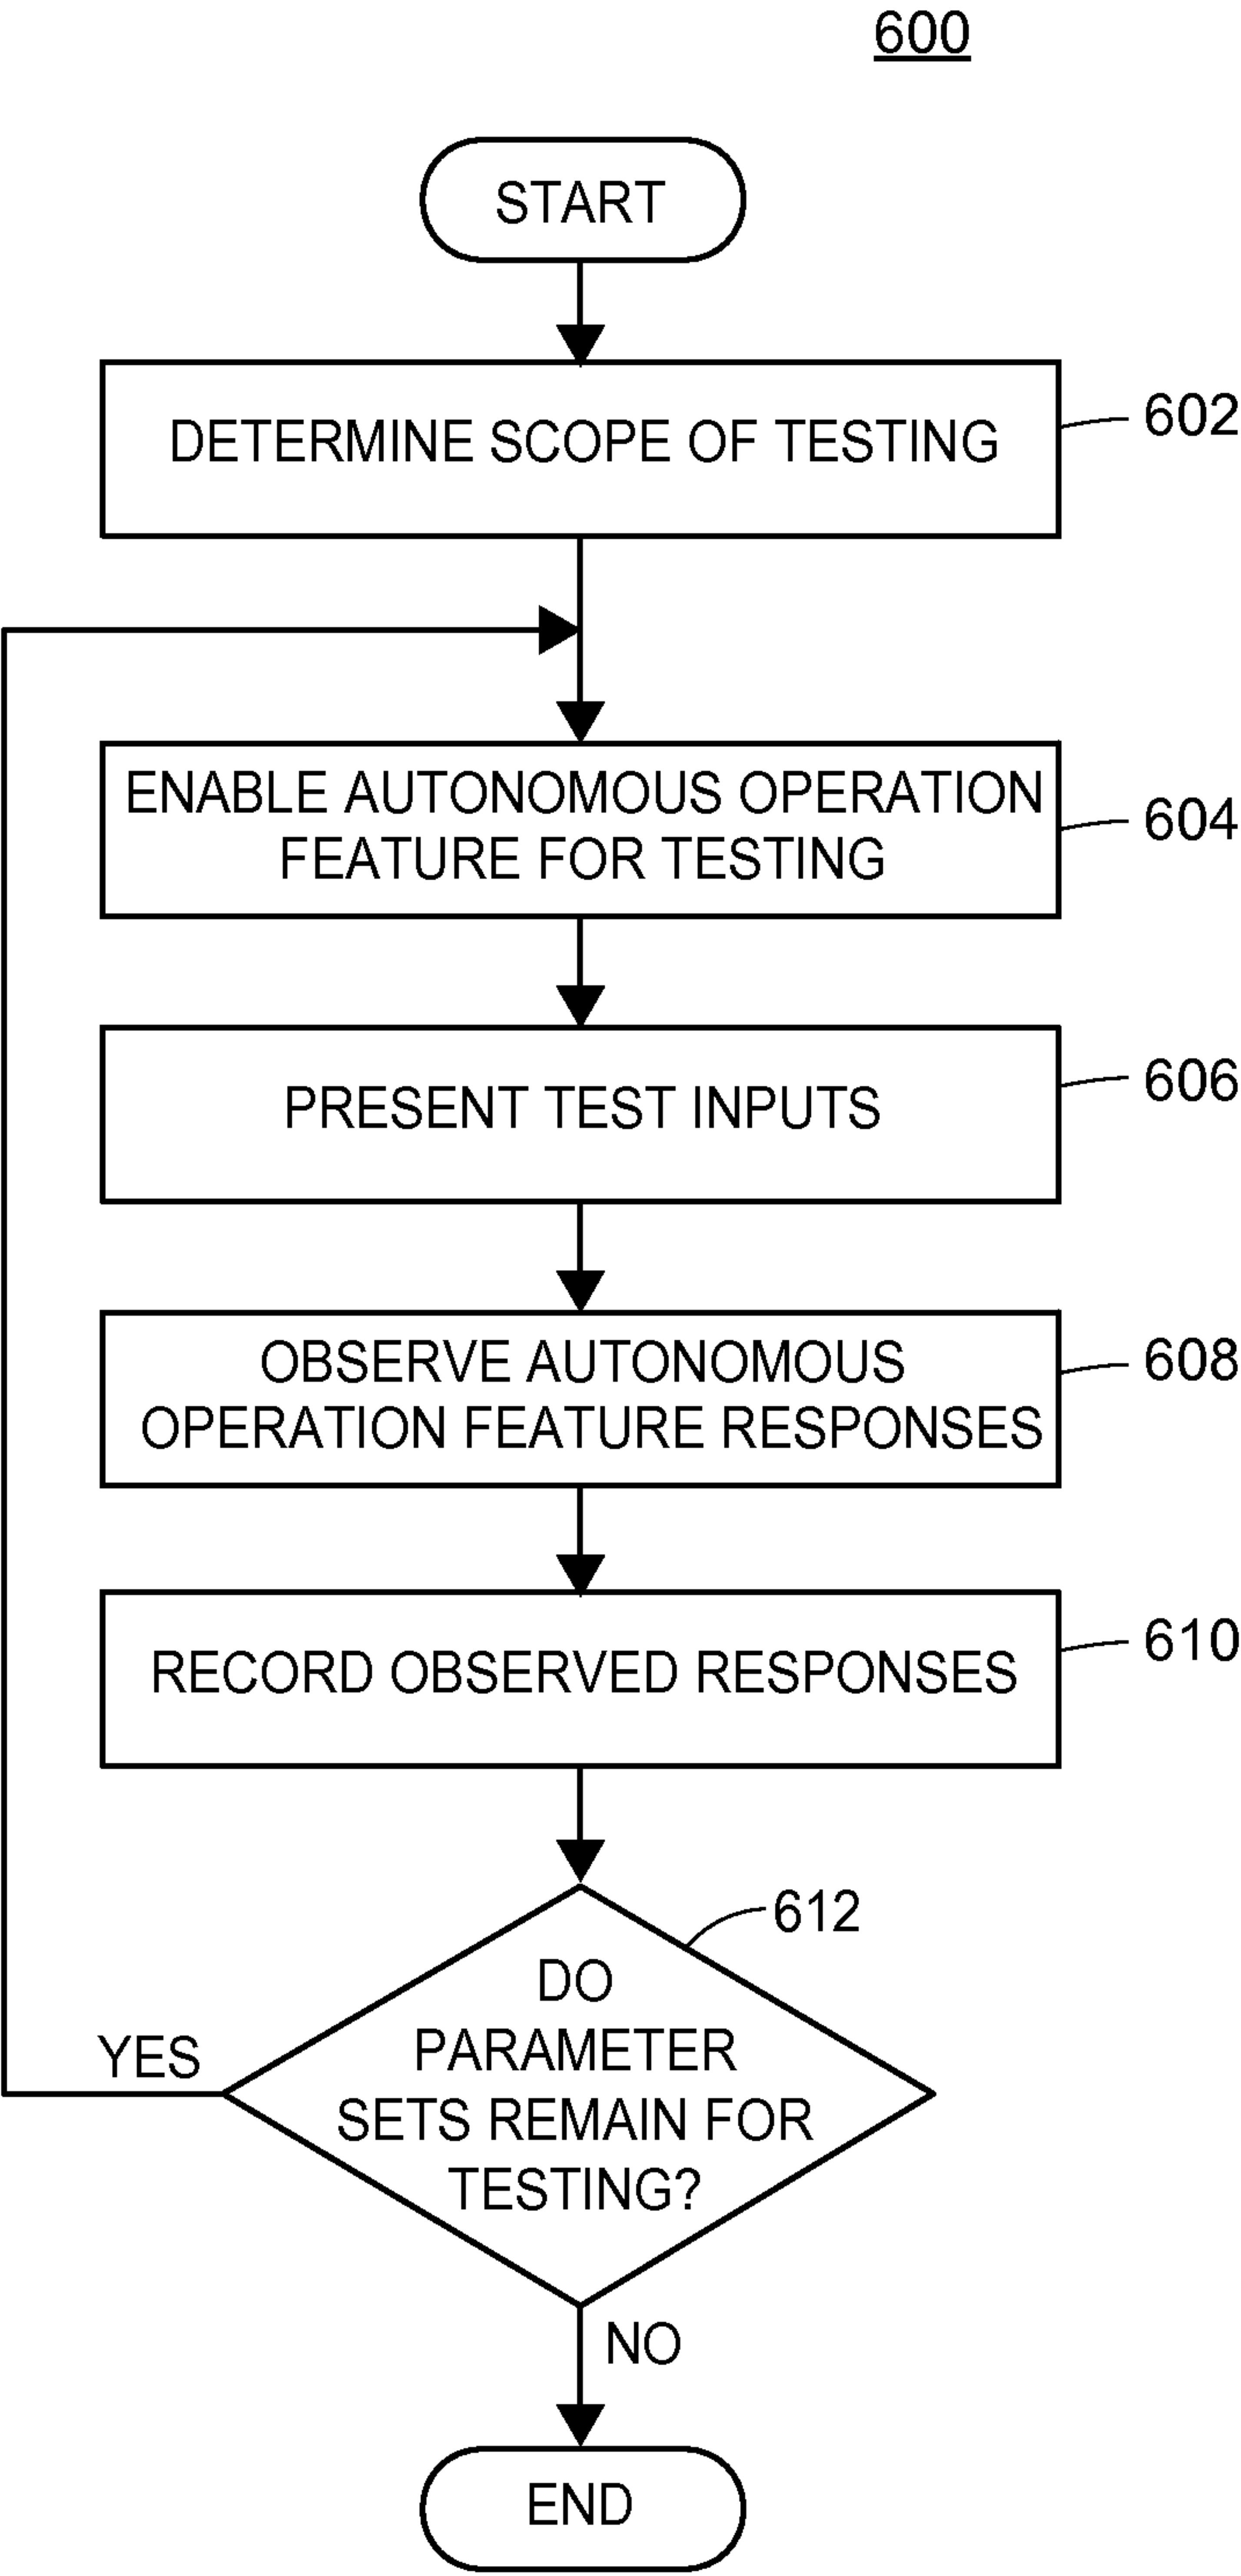 600
START
DETERMINE SCOPE OF TESTING
602
ENABLE AUTONOMOUS OPERATION
FEATURE FOR TESTING
604
PRESENT TEST INPUTS
606
OBSERVE AUTONOMOUS
OPERATION FEATURE RESPONSES
608
RECORD OBSERVED RESPONSES
610
612
DO
PARAMETER
SETS REMAIN FOR
TESTING?
YES
NO
END